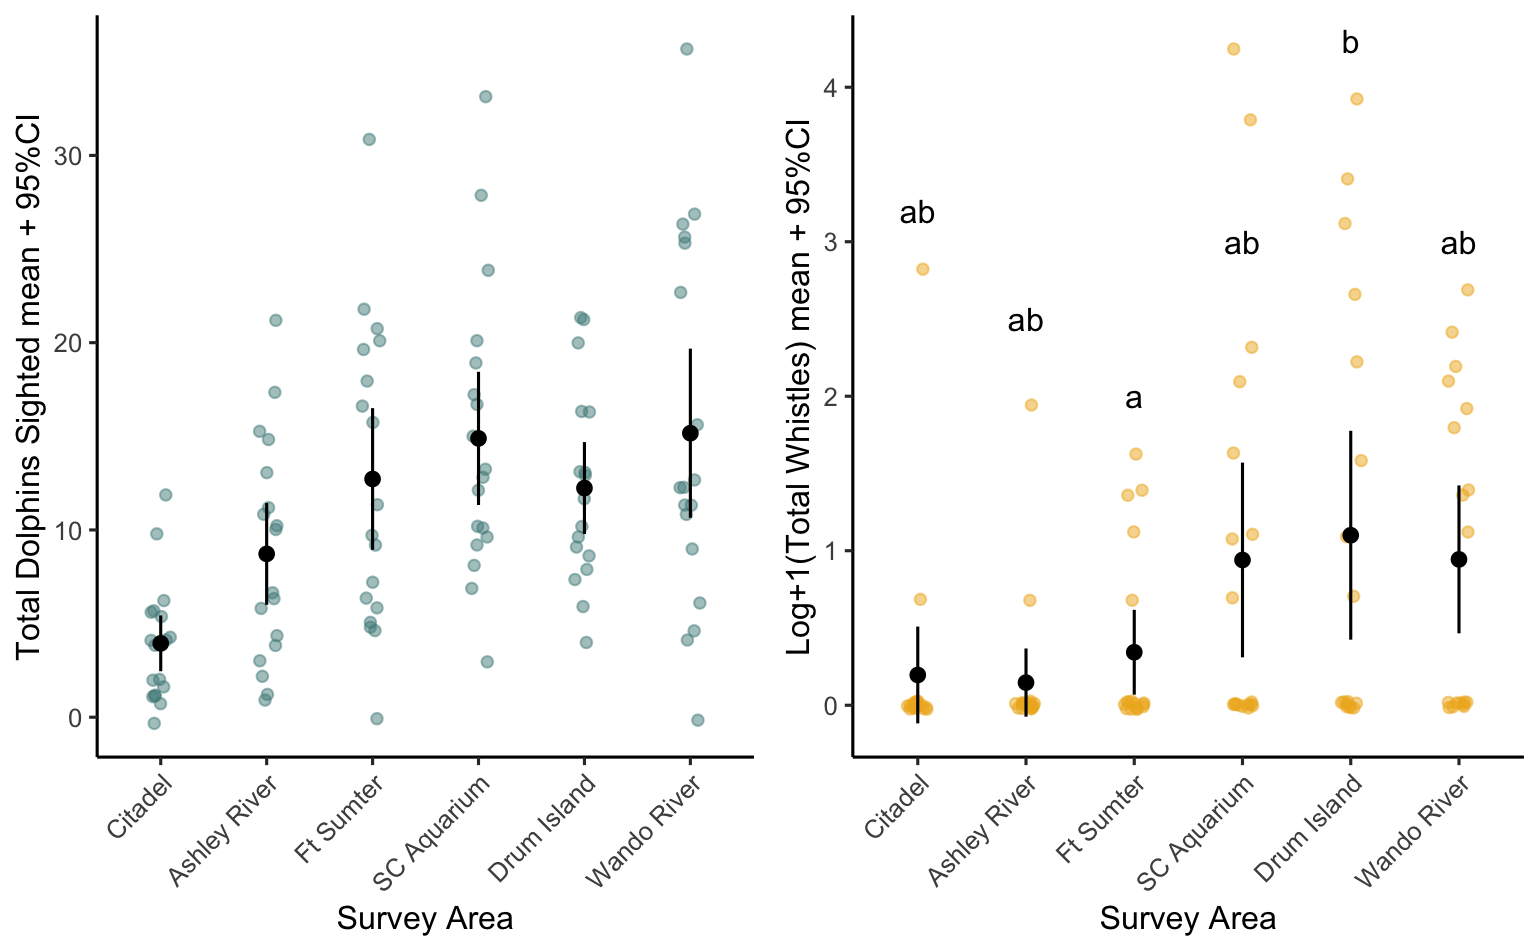 Total Dolphins Sighted mean + 95%CI
30
20
10
0
Citadel
Ashley River
Ft Sumter
SC Aquarium
Drum Island
Wando River
Survey Area
Log+1(Total Whistles) mean + 95%CI
4
3
2
1
0
ab
ab
a
ab
b
ab
Citadel
Ashley River
Ft Sumter
SC Aquarium
Drum Island
Wando River
Survey Area